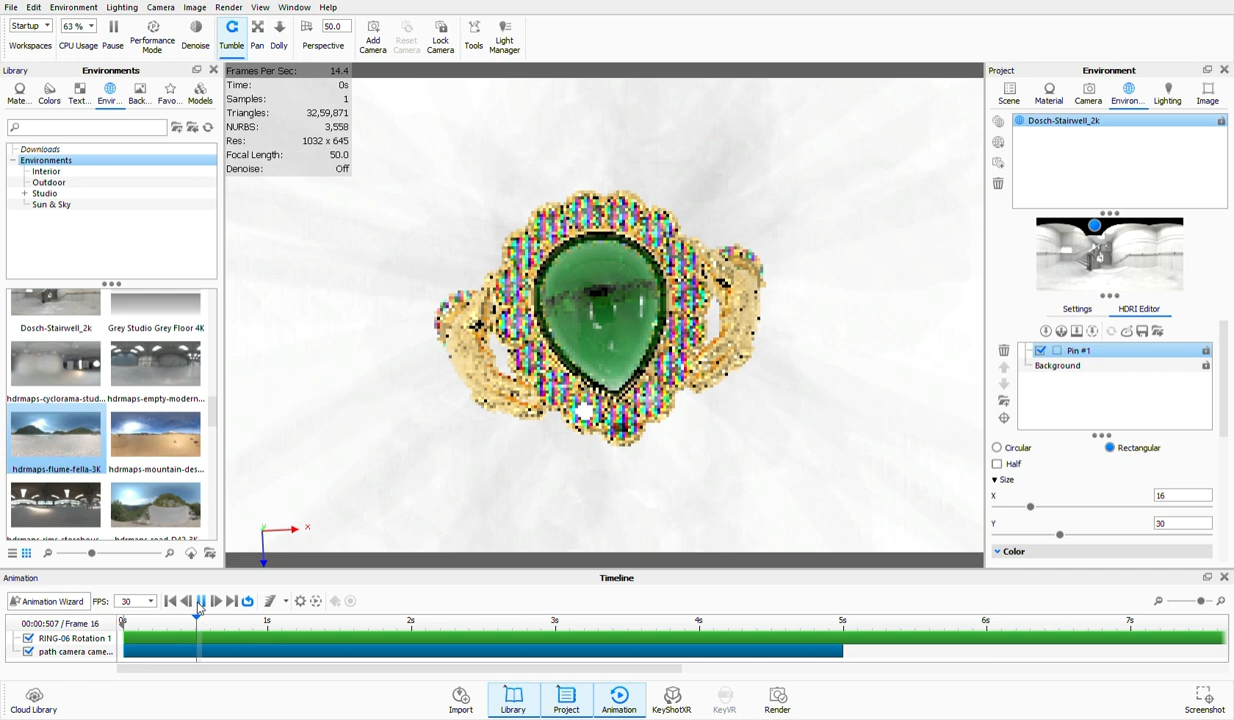 File Edit Environment Lighting Camera Image Render View Window Help
Startup 63 % 50.0
Workspaces CPU Usage Pause Performance Mode Denoise Tumble Pan Dolly Perspective Add Camera Reset Camera Lock Camera Tools Light Manager
Library Environments
Mate... Colors Text... Envir... Back... Favo... Models
Downloads
Environments
Interior
Outdoor
Studio
Sun & Sky
Dosch-Stairwell_2k Grey Studio Grey Floor 4K
hdrmaps-cyclorama-stud... hdrmaps-empty-modern...
hdrmaps-flume-fella-3K hdrmaps-mountain-des...
Frames Per Sec: 14.4
Time: 0s
Samples: 1
Triangles: 32,59,871
NURBS: 3,558
Res: 1032 x 645
Focal Length: 50.0
Denoise: Off
Y X
Project Environment
Scene Material Camera Environ... Lighting Image
Dosch-Stairwell_2k
Settings HDRI Editor
Pin #1
Background
Circular Rectangular
Half
Size
X 16
Y 30
Color
Animation Timeline
Animation Wizard FPS: 30
00:00:507 / Frame 16 0s 1s 2s 3s 4s 5s 6s 7s
RING-06 Rotation 1
path camera came...
Cloud Library Import Library Project Animation KeyShotXR KeyVR Render Screenshot